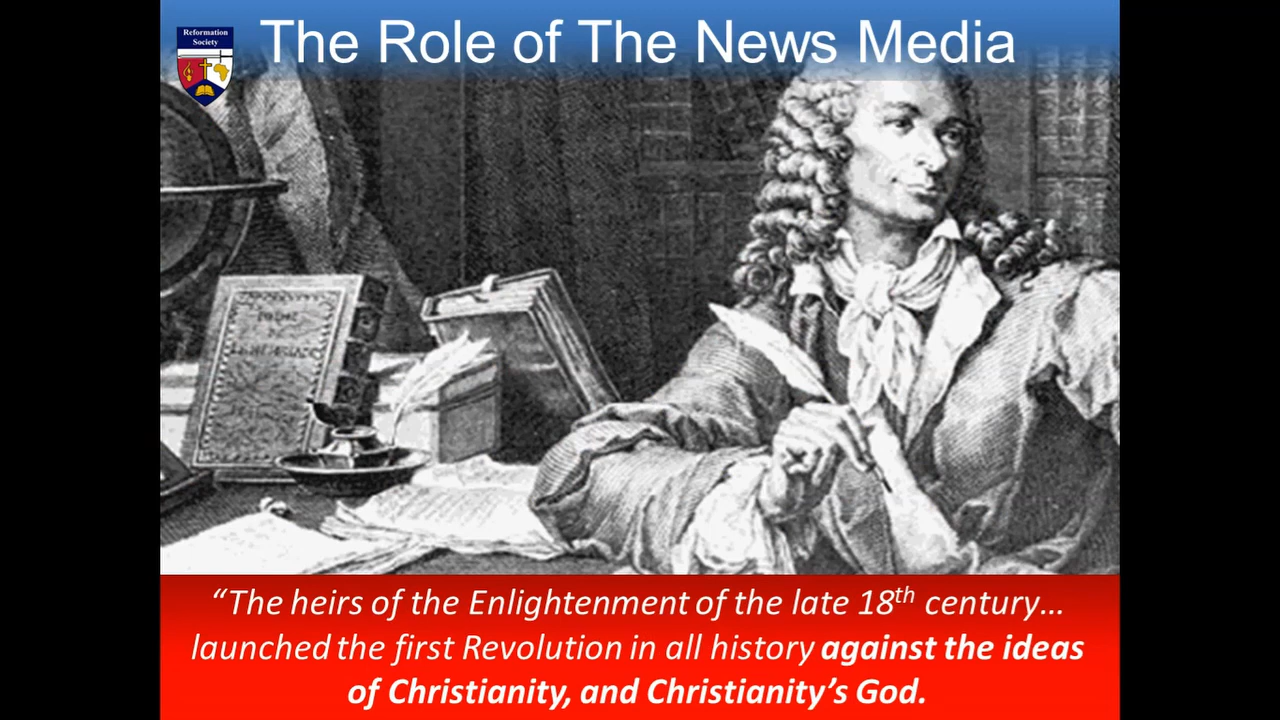 Reformation
Society
The Role of The News Media
“The heirs of the Enlightenment of the late 18th century…
launched the first Revolution in all history against the ideas
of Christianity, and Christianity’s God.